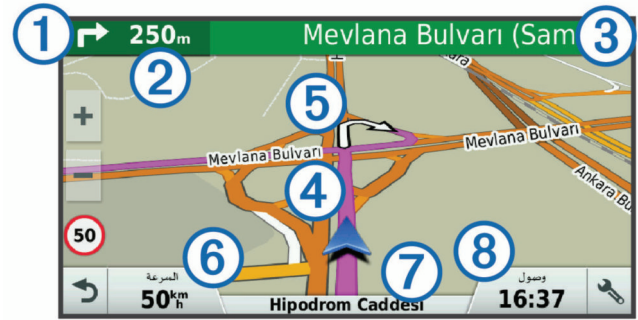 1
250m
Mevlana Bulvarı (Sam
3
2
5
Mevlana Bulvarı
Mevlana Bulvarı
Ankara Bu
4
50
6
7
8
السرعة
50km/h
Hipodrom Caddesi
وصول
16:37